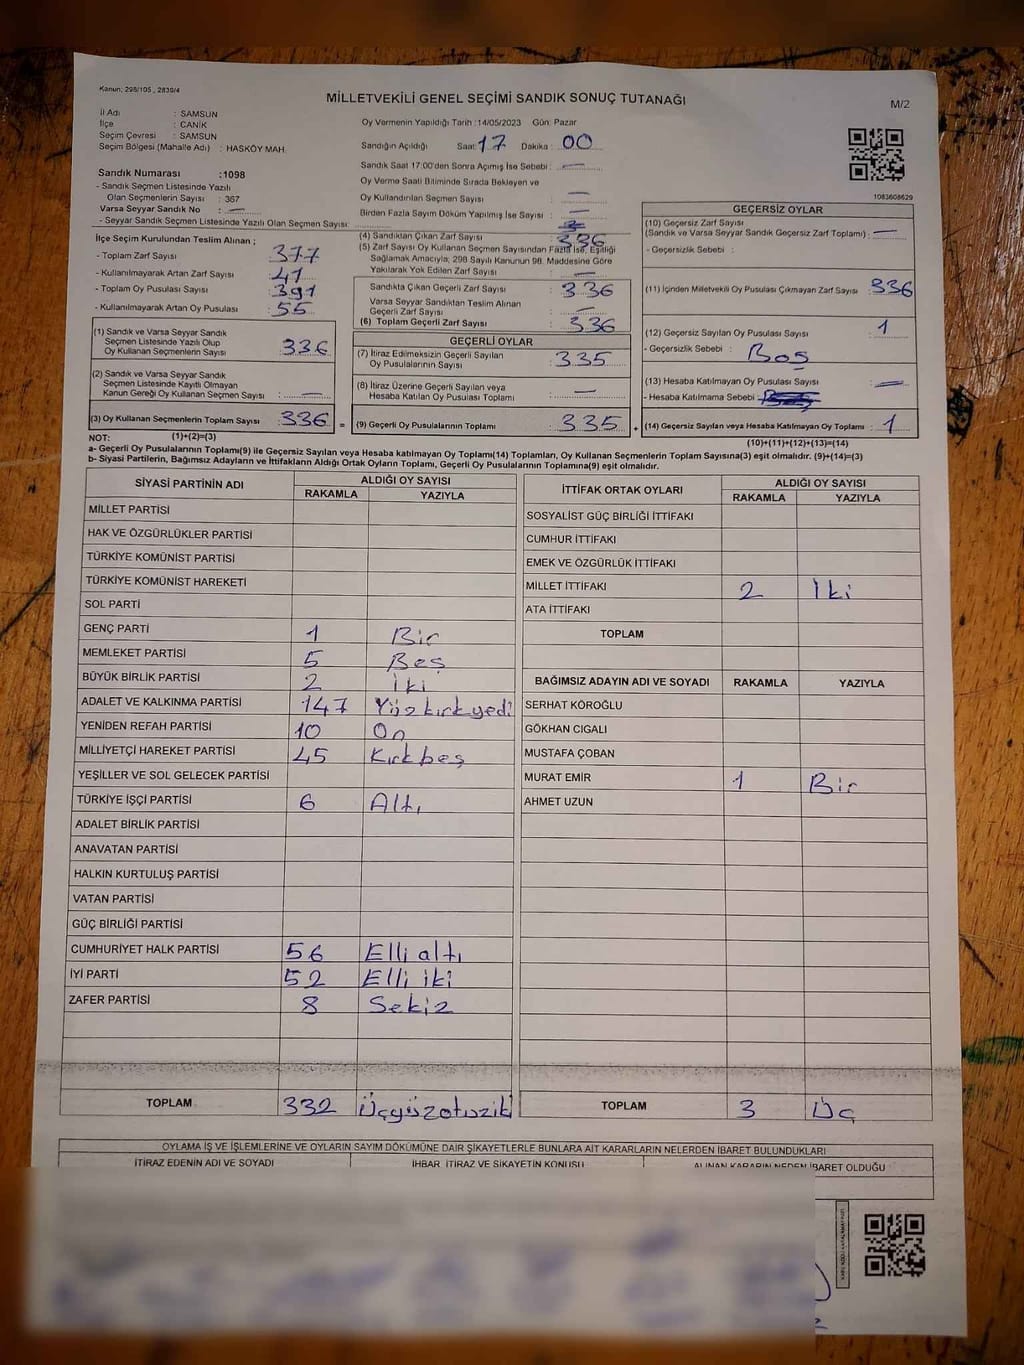 Kanun; 298/105 , 2839/4
MİLLETVEKİLİ GENEL SEÇİMİ SANDIK SONUÇ TUTANAĞI
M/2
İl Adı : SAMSUN
İlçe : CANİK
Seçim Çevresi : SAMSUN
Seçim Bölgesi (Mahalle Adı) : HASKÖY MAH.
Oy Vermenin Yapıldığı Tarih :14/05/2023 Gün: Pazar
Sandığın Açıldığı Saat: 17 Dakika : 00
Sandık Saat 17:00'den Sonra Açımış İse Sebebi : —
Oy Verme Saati Bitiminde Sırada Bekleyen ve
Oy Kullandırılan Seçmen Sayısı : —
Birden Fazla Sayım Döküm Yapılmış İse Sayısı : —
Sandık Numarası :1098
- Sandık Seçmen Listesinde Yazılı
Olan Seçmenlerin Sayısı : 367
Varsa Seyyar Sandık No : —
- Seyyar Sandık Seçmen Listesinde Yazılı Olan Seçmen Sayısı:
İlçe Seçim Kurulundan Teslim Alınan ;
- Toplam Zarf Sayısı : 377
- Kullanılmayarak Artan Zarf Sayısı : 41
- Toplam Oy Pusulası Sayısı : 391
- Kullanılmayarak Artan Oy Pusulası : 55
(1) Sandık ve Varsa Seyyar Sandık
Seçmen Listesinde Yazılı Olup
Oy Kullanan Seçmenlerin Sayısı : 336
(2) Sandık ve Varsa Seyyar Sandık
Seçmen Listesinde Kayıtlı Olmayan
Kanun Gereği Oy Kullanan Seçmen Sayısı : —
(3) Oy Kullanan Seçmenlerin Toplam Sayısı : 336 =
(4) Sandıktan Çıkan Zarf Sayısı : 336
(5) Zarf Sayısı Oy Kullanan Seçmen Sayısından Fazla İse, Eşitliği
Sağlamak Amacıyla; 298 Sayılı Kanunun 98. Maddesine Göre
Yakılarak Yok Edilen Zarf Sayısı : —
Sandıkta Çıkan Geçerli Zarf Sayısı : 336
Varsa Seyyar Sandıktan Teslim Alınan
Geçerli Zarf Sayısı : —
(6) Toplam Geçerli Zarf Sayısı : 336
GEÇERLİ OYLAR
(7) İtiraz Edilmeksizin Geçerli Sayılan
Oy Pusulalarının Sayısı : 335
(8) İtiraz Üzerine Geçerli Sayılan veya
Hesaba Katılan Oy Pusulası Toplamı : —
(9) Geçerli Oy Pusulalarının Toplamı : 335 +
1083608629
GEÇERSİZ OYLAR
(10) Geçersiz Zarf Sayısı
(Sandık ve Varsa Seyyar Sandık Geçersiz Zarf Toplamı) : —
- Geçersizlik Sebebi :
(11) İçinden Milletvekili Oy Pusulası Çıkmayan Zarf Sayısı : 336
(12) Geçersiz Sayılan Oy Pusulası Sayısı : 1
- Geçersizlik Sebebi : Boş
(13) Hesaba Katılmayan Oy Pusulası Sayısı : —
- Hesaba Katılmama Sebebi :
(14) Geçersiz Sayılan veya Hesaba Katılmayan Oy Toplamı : 1
NOT: (1)+(2)=(3)
(10)+(11)+(12)+(13)=(14)
a- Geçerli Oy Pusulalarının Toplamı(9) ile Geçersiz Sayılan veya Hesaba katılmayan Oy Toplamı(14) Toplamları, Oy Kullanan Seçmenlerin Toplam Sayısına(3) eşit olmalıdır. (9)+(14)=(3)
b- Siyasi Partilerin, Bağımsız Adayların ve İttifakların Aldığı Ortak Oyların Toplamı, Geçerli Oy Pusulalarının Toplamına(9) eşit olmalıdır.
SİYASİ PARTİNİN ADI ALDIĞI OY SAYISI
RAKAMLA YAZIYLA
MİLLET PARTİSİ
HAK VE ÖZGÜRLÜKLER PARTİSİ
TÜRKİYE KOMÜNİST PARTİSİ
TÜRKİYE KOMÜNİST HAREKETİ
SOL PARTİ
GENÇ PARTİ 1 Bir
MEMLEKET PARTİSİ 5 Beş
BÜYÜK BİRLİK PARTİSİ 2 İki
ADALET VE KALKINMA PARTİSİ 147 Yüzkırkyedi
YENİDEN REFAH PARTİSİ 10 On
MİLLİYETÇİ HAREKET PARTİSİ 45 Kırkbeş
YEŞİLLER VE SOL GELECEK PARTİSİ
TÜRKİYE İŞÇİ PARTİSİ 6 Altı
ADALET BİRLİK PARTİSİ
ANAVATAN PARTİSİ
HALKIN KURTULUŞ PARTİSİ
VATAN PARTİSİ
GÜÇ BİRLİĞİ PARTİSİ
CUMHURİYET HALK PARTİSİ 56 Elli altı
İYİ PARTİ 52 Elli iki
ZAFER PARTİSİ 8 Sekiz
TOPLAM 332 Üçyüzotuziki
İTTİFAK ORTAK OYLARI ALDIĞI OY SAYISI
RAKAMLA YAZIYLA
SOSYALİST GÜÇ BİRLİĞİ İTTİFAKI
CUMHUR İTTİFAKI
EMEK VE ÖZGÜRLÜK İTTİFAKI
MİLLET İTTİFAKI 2 İki
ATA İTTİFAKI
TOPLAM
BAĞIMSIZ ADAYIN ADI VE SOYADI RAKAMLA YAZIYLA
SERHAT KÖROĞLU
GÖKHAN CIGALI
MUSTAFA ÇOBAN
MURAT EMİR 1 Bir
AHMET UZUN
TOPLAM 3 Üç
OYLAMA İŞ VE İŞLEMLERİNE VE OYLARIN SAYIM DÖKÜMÜNE DAİR ŞİKAYETLERLE BUNLARA AİT KARARLARIN NELERDEN İBARET BULUNDUKLARI
İTİRAZ EDENİN ADI VE SOYADI İHBAR, İTİRAZ VE ŞİKAYETİN KONUSU ALINAN KARARIN NEDEN İBARET OLDUĞU